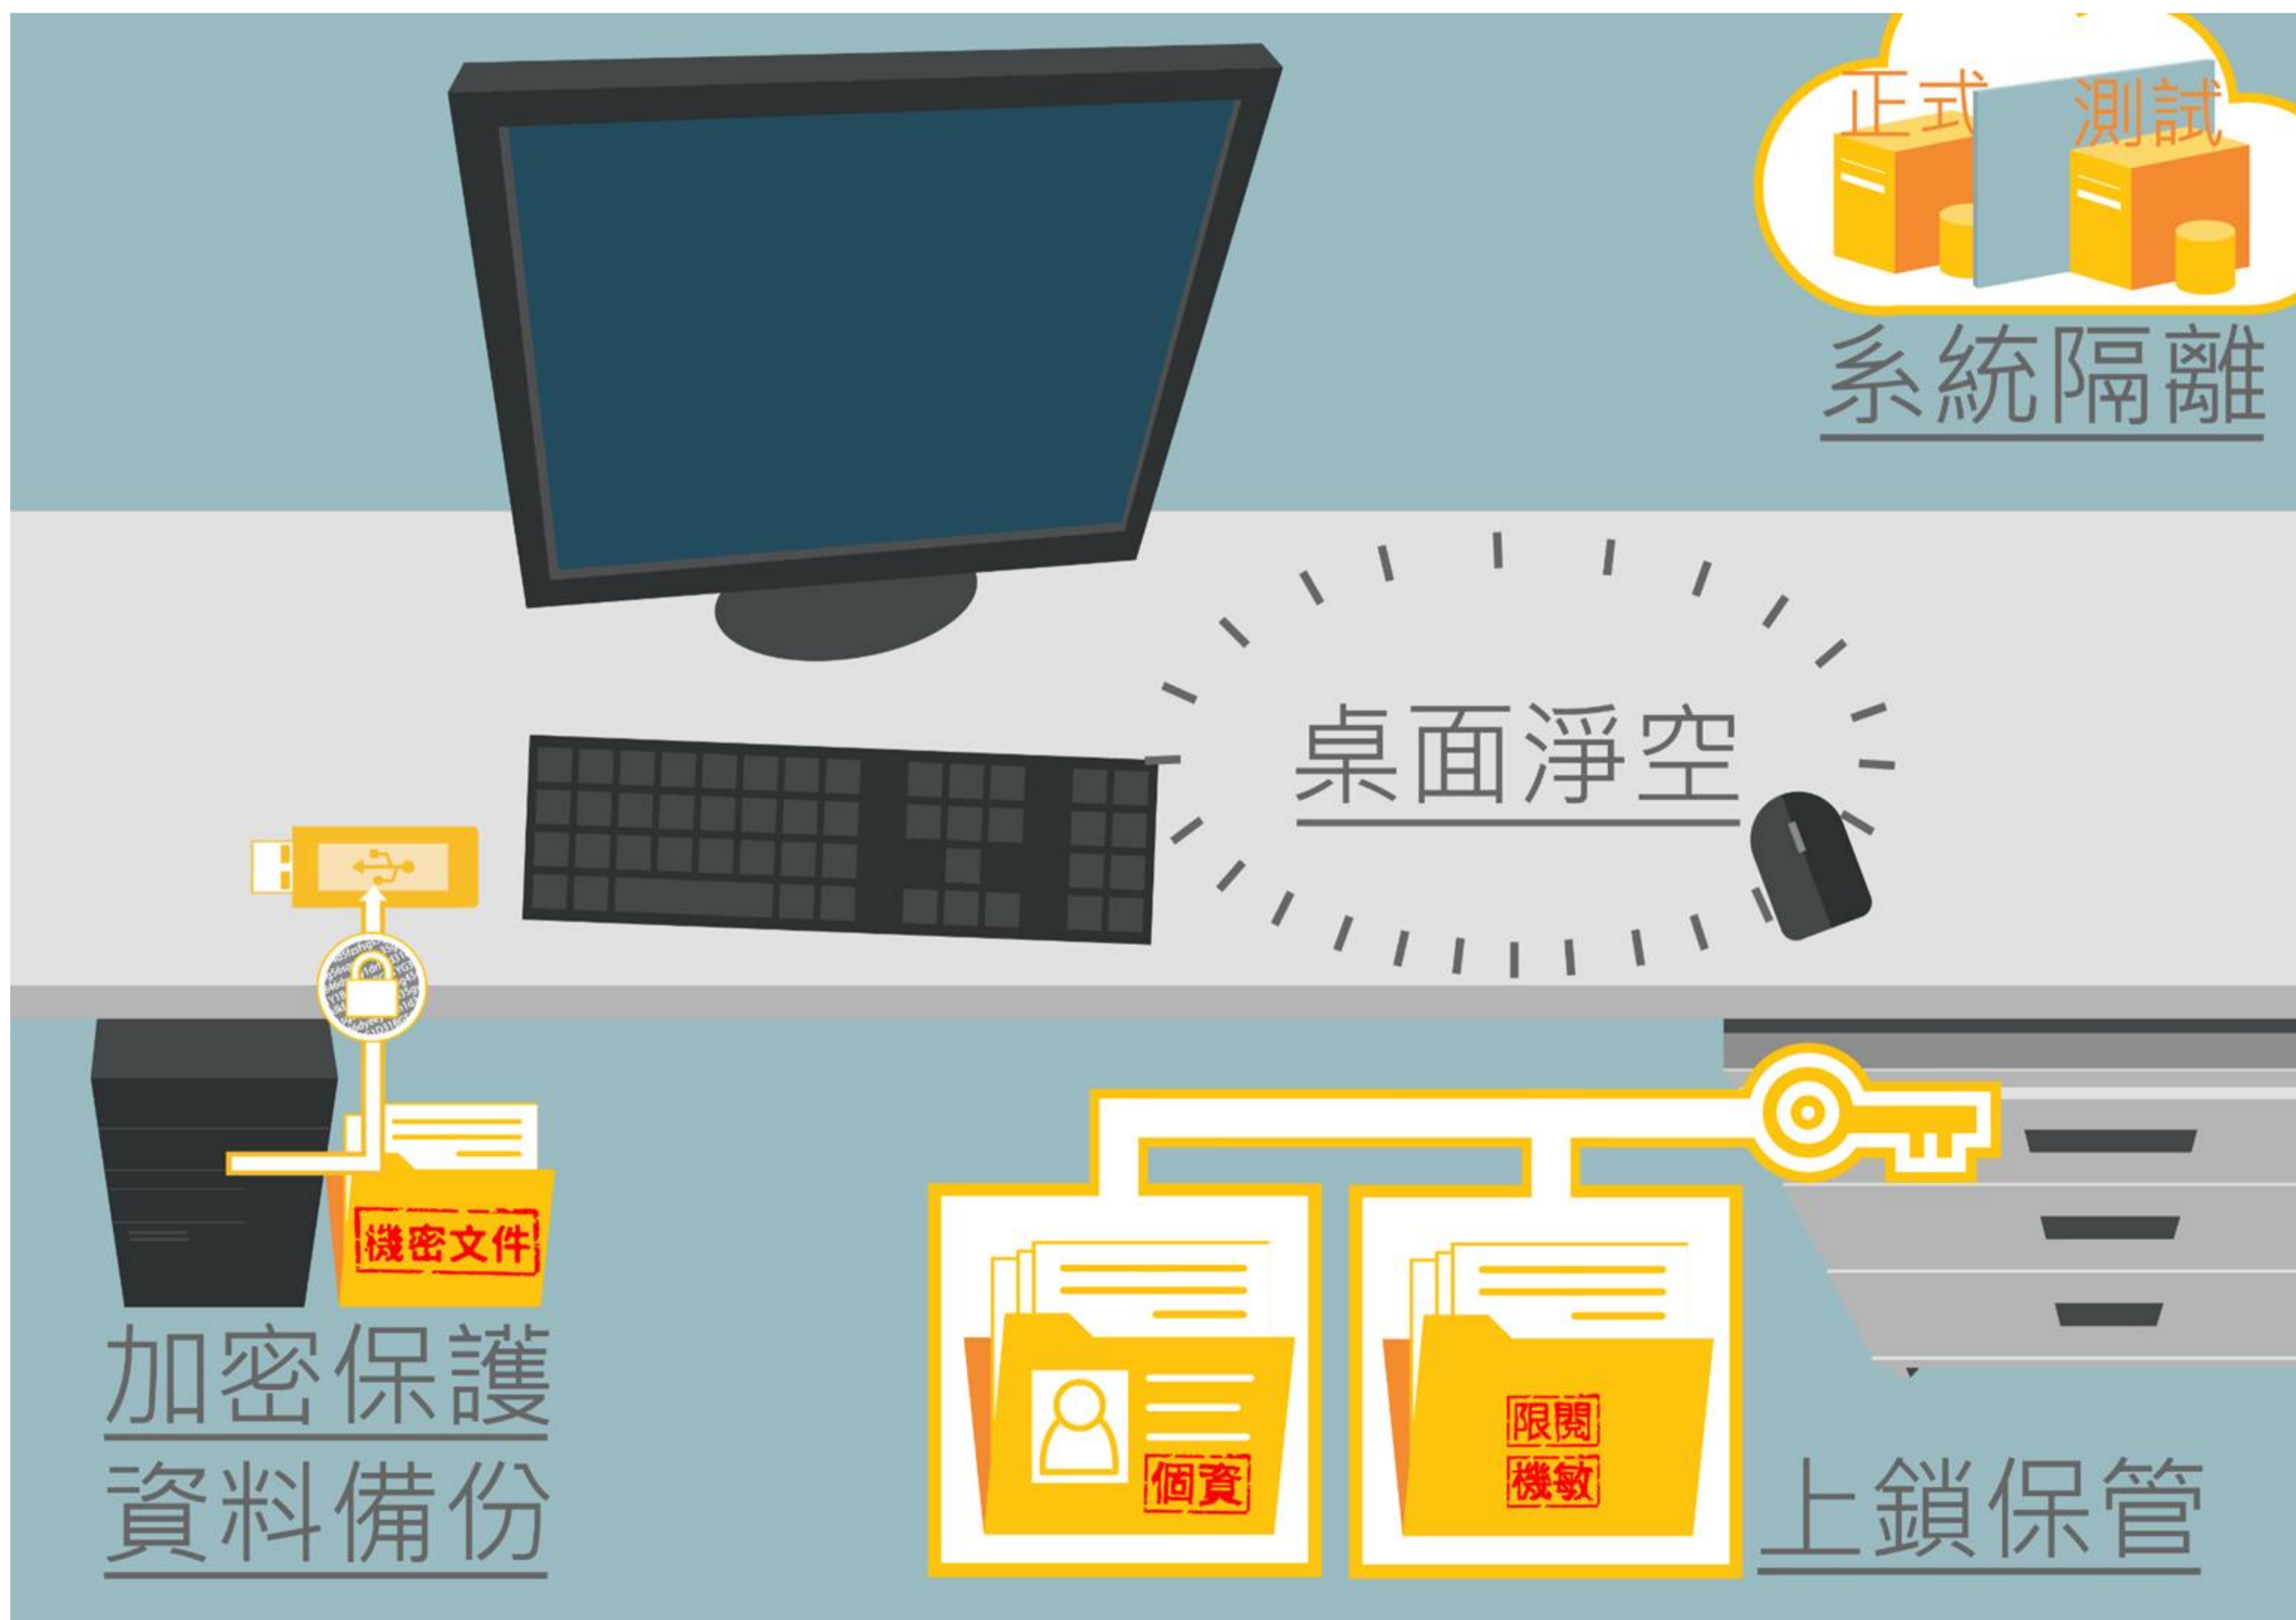 正式 測試
系統隔離
桌面淨空
機密文件
加密保護
資料備份
個資
限閱
機敏
上鎖保管